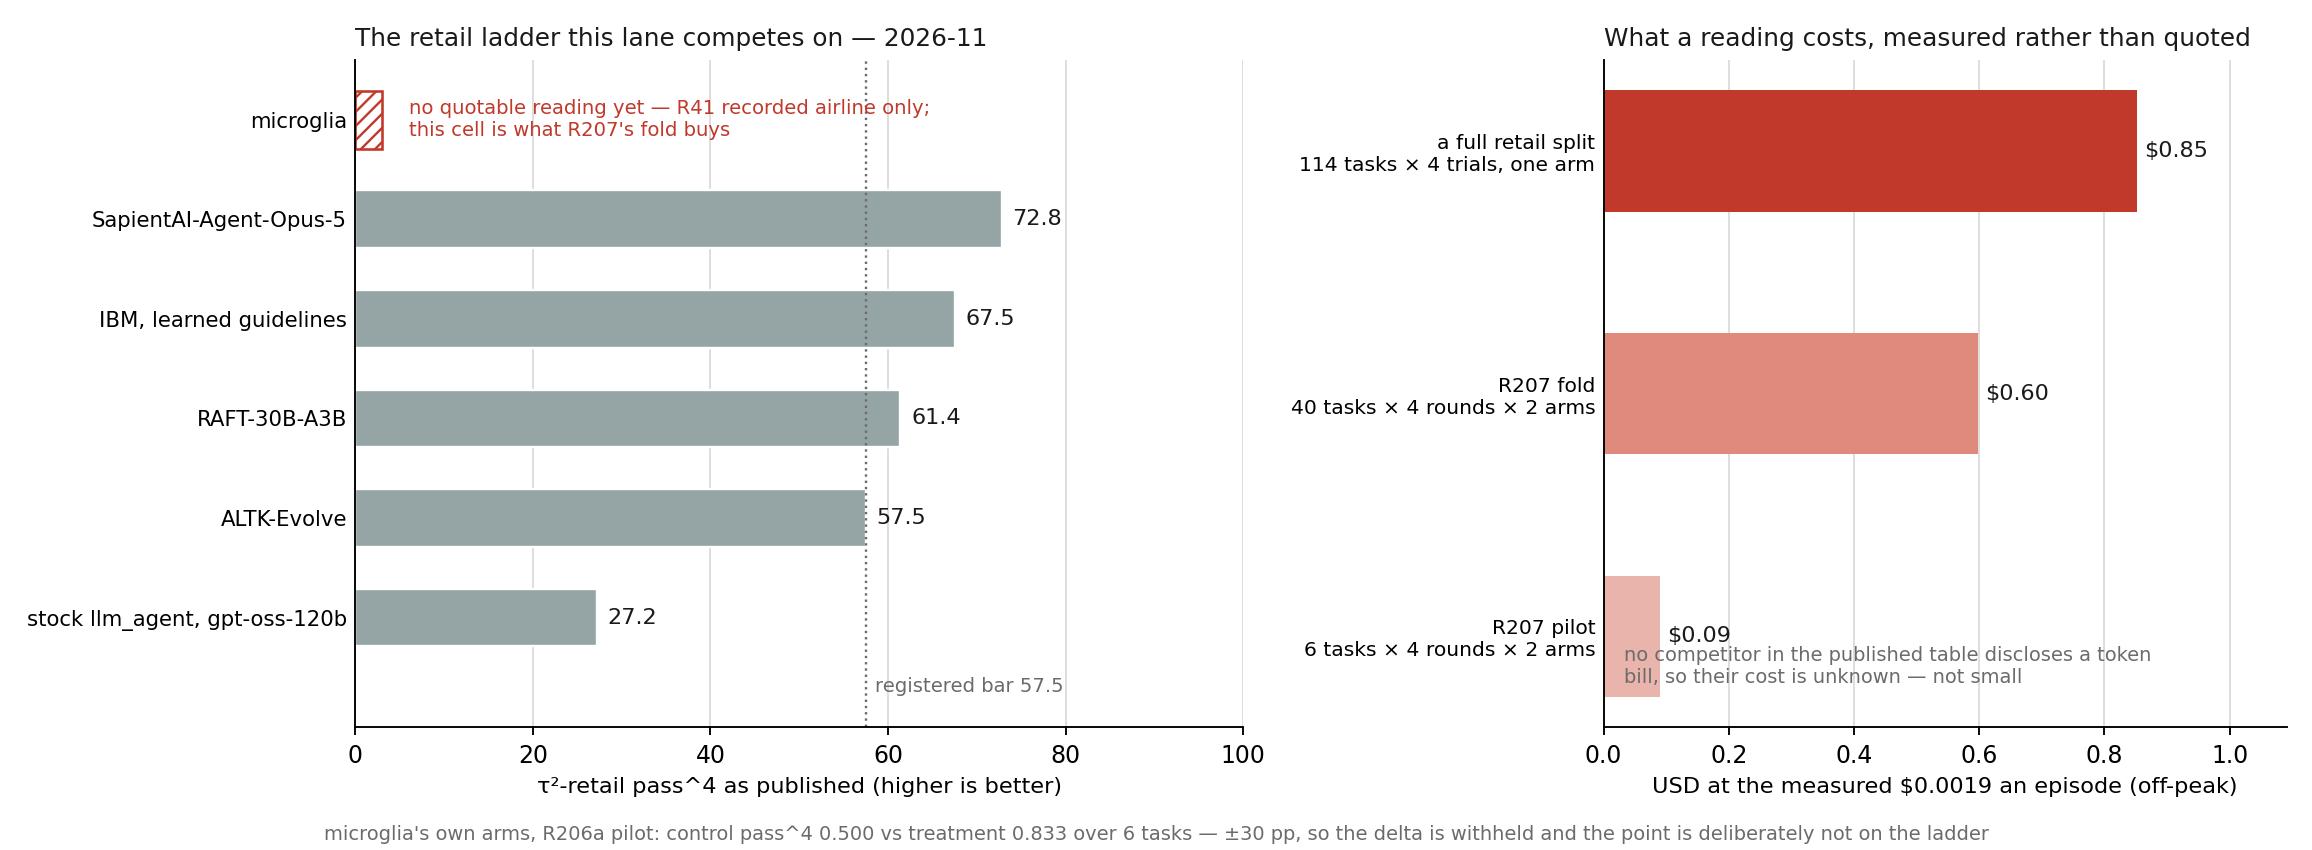 The retail ladder this lane competes on — 2026-11
microglia
no quotable reading yet — R41 recorded airline only;
this cell is what R207's fold buys
SapientAI-Agent-Opus-5
72.8
IBM, learned guidelines
67.5
RAFT-30B-A3B
61.4
ALTK-Evolve
57.5
stock llm_agent, gpt-oss-120b
27.2
registered bar 57.5
0 20 40 60 80 100
τ²-retail pass^4 as published (higher is better)
What a reading costs, measured rather than quoted
a full retail split
114 tasks × 4 trials, one arm
$0.85
R207 fold
40 tasks × 4 rounds × 2 arms
$0.60
R207 pilot
6 tasks × 4 rounds × 2 arms
$0.09
no competitor in the published table discloses a token
bill, so their cost is unknown — not small
0.0 0.2 0.4 0.6 0.8 1.0
USD at the measured $0.0019 an episode (off-peak)
microglia's own arms, R206a pilot: control pass^4 0.500 vs treatment 0.833 over 6 tasks — ±30 pp, so the delta is withheld and the point is deliberately not on the ladder